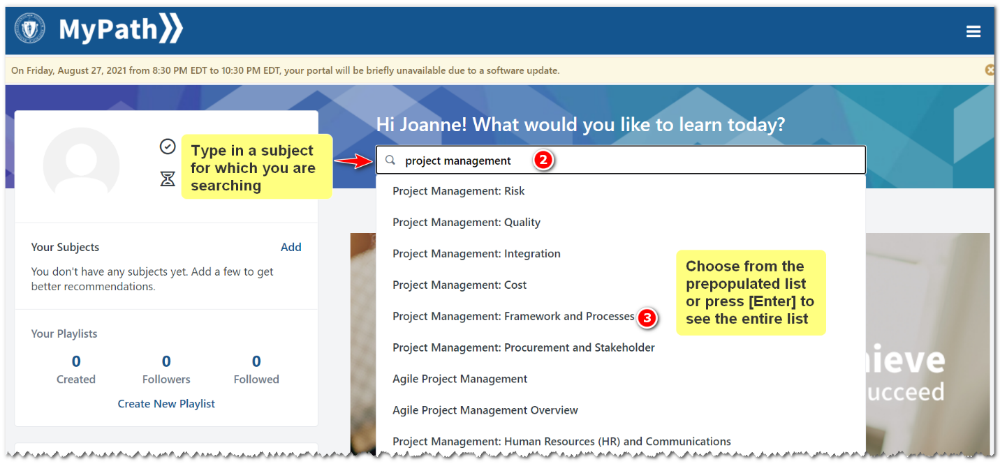 MyPath
On Friday, August 27, 2021 from 8:30 PM EDT to 10:30 PM EDT, your portal will be briefly unavailable due to a software update.
Hi Joanne! What would you like to learn today?
Type in a subject
for which you are
searching
project management
2
Project Management: Risk
Project Management: Quality
Project Management: Integration
Project Management: Cost
Project Management: Framework and Processes
3
Project Management: Procurement and Stakeholder
Agile Project Management
Agile Project Management Overview
Project Management: Human Resources (HR) and Communications
Choose from the
prepopulated list
or press [Enter] to
see the entire list
Your Subjects
Add
You don't have any subjects yet. Add a few to get
better recommendations.
Your Playlists
0 0 0
Created Followers Followed
Create New Playlist